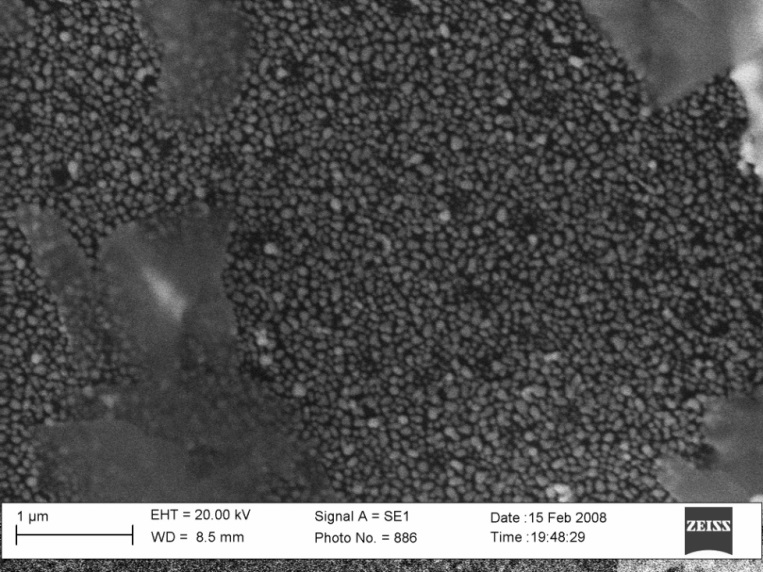 1 µm
EHT = 20.00 kV
WD = 8.5 mm
Signal A = SE1
Photo No. = 886
Date :15 Feb 2008
Time :19:48:29
ZEISS